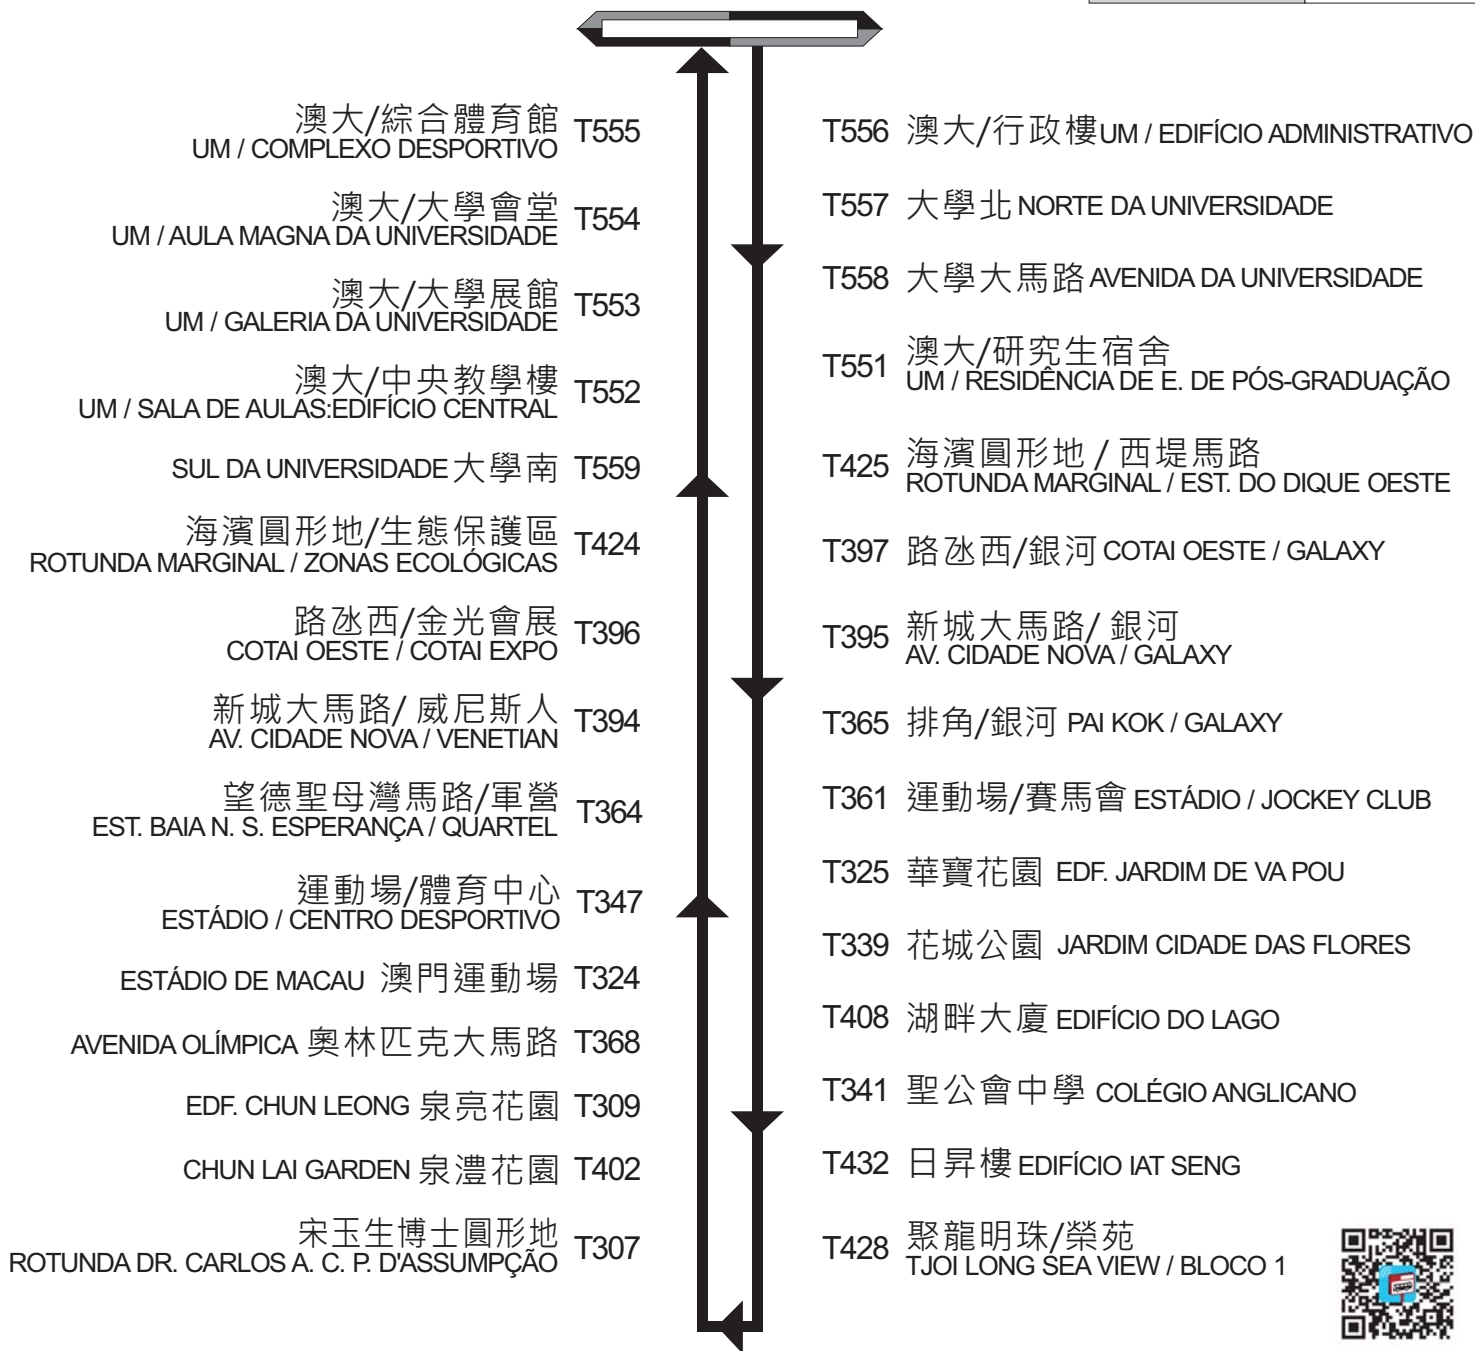 澳大/綜合體育館
UM / COMPLEXO DESPORTIVO
T555
澳大/大學會堂
UM / AULA MAGNA DA UNIVERSIDADE
T554
澳大/大學展館
UM / GALERIA DA UNIVERSIDADE
T553
澳大/中央教學樓
UM / SALA DE AULAS:EDIFÍCIO CENTRAL
T552
SUL DA UNIVERSIDADE 大學南 T559
海濱圓形地/生態保護區
ROTUNDA MARGINAL / ZONAS ECOLÓGICAS
T424
路氹西/金光會展
COTAI OESTE / COTAI EXPO
T396
新城大馬路/ 威尼斯人
AV. CIDADE NOVA / VENETIAN
T394
望德聖母灣馬路/軍營
EST. BAIA N. S. ESPERANÇA / QUARTEL
T364
運動場/體育中心
ESTÁDIO / CENTRO DESPORTIVO
T347
ESTÁDIO DE MACAU 澳門運動場 T324
AVENIDA OLÍMPICA 奧林匹克大馬路 T368
EDF. CHUN LEONG 泉亮花園 T309
CHUN LAI GARDEN 泉澧花園 T402
宋玉生博士圓形地
ROTUNDA DR. CARLOS A. C. P. D'ASSUMPÇÃO
T307
T556 澳大/行政樓 UM / EDIFÍCIO ADMINISTRATIVO
T557 大學北 NORTE DA UNIVERSIDADE
T558 大學大馬路 AVENIDA DA UNIVERSIDADE
T551
澳大/研究生宿舍
UM / RESIDÊNCIA DE E. DE PÓS-GRADUAÇÃO
T425
海濱圓形地 / 西堤馬路
ROTUNDA MARGINAL / EST. DO DIQUE OESTE
T397 路氹西/銀河 COTAI OESTE / GALAXY
T395
新城大馬路/ 銀河
AV. CIDADE NOVA / GALAXY
T365 排角/銀河 PAI KOK / GALAXY
T361 運動場/賽馬會 ESTÁDIO / JOCKEY CLUB
T325 華寶花園 EDF. JARDIM DE VA POU
T339 花城公園 JARDIM CIDADE DAS FLORES
T408 湖畔大廈 EDIFÍCIO DO LAGO
T341 聖公會中學 COLÉGIO ANGLICANO
T432 日昇樓 EDIFÍCIO IAT SENG
T428
聚龍明珠/榮苑
TJOI LONG SEA VIEW / BLOCO 1